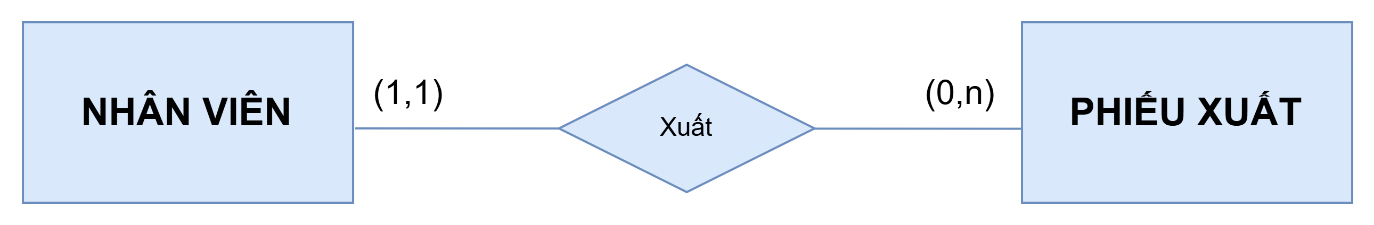 NHÂN VIÊN
(1,1)
Xuất
(0,n)
PHIẾU XUẤT